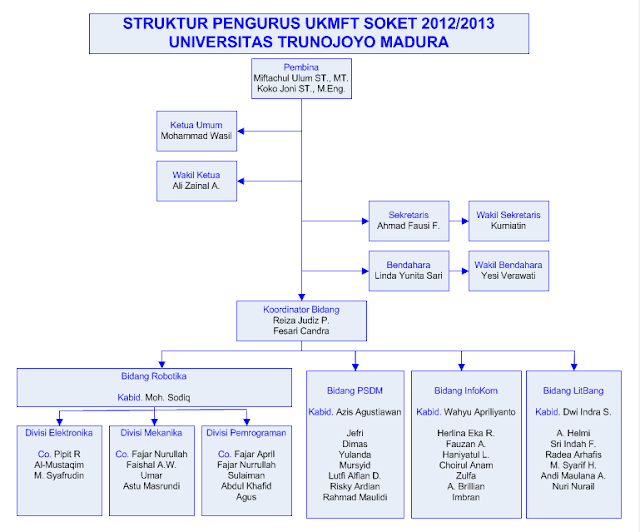 STRUKTUR PENGURUS UKMFT SOKET 2012/2013
UNIVERSITAS TRUNOJOYO MADURA
Pembina
Miftachul Ulum ST., MT.
Koko Joni ST., M.Eng.
Ketua Umum
Mohammad Wasil
Wakil Ketua
Ali Zainal A.
Sekretaris
Ahmad Fausi F.
Wakil Sekretaris
Kurniatin
Bendahara
Linda Yunita Sari
Wakil Bendahara
Yesi Verawati
Koordinator Bidang
Reiza Judiz P.
Fesari Candra
Bidang Robotika
Kabid. Moh. Sodiq
Divisi Elektronika
Co. Pipit R
Al-Mustaqim
M. Syafrudin
Divisi Mekanika
Co. Fajar Nurullah
Faishal A.W.
Umar
Astu Masrundi
Divisi Pemrograman
Co. Fajar April
Fajar Nurrullah
Sulaiman
Abdul Khafid
Agus
Bidang PSDM
Kabid. Azis Agustiawan
Jefri
Dimas
Yulanda
Mursyid
Lutfi Alfian D.
Risky Ardian
Rahmad Maulidi
Bidang InfoKom
Kabid. Wahyu Apriliyanto
Herlina Eka R.
Fauzan A.
Haniyatul L.
Choirul Anam
Zulfa
A. Brillian
Imbran
Bidang LitBang
Kabid. Dwi Indra S.
A. Helmi
Sri Indah F.
Radea Arhafis
M. Syarif H.
Andi Maulana A.
Nuri Nurail